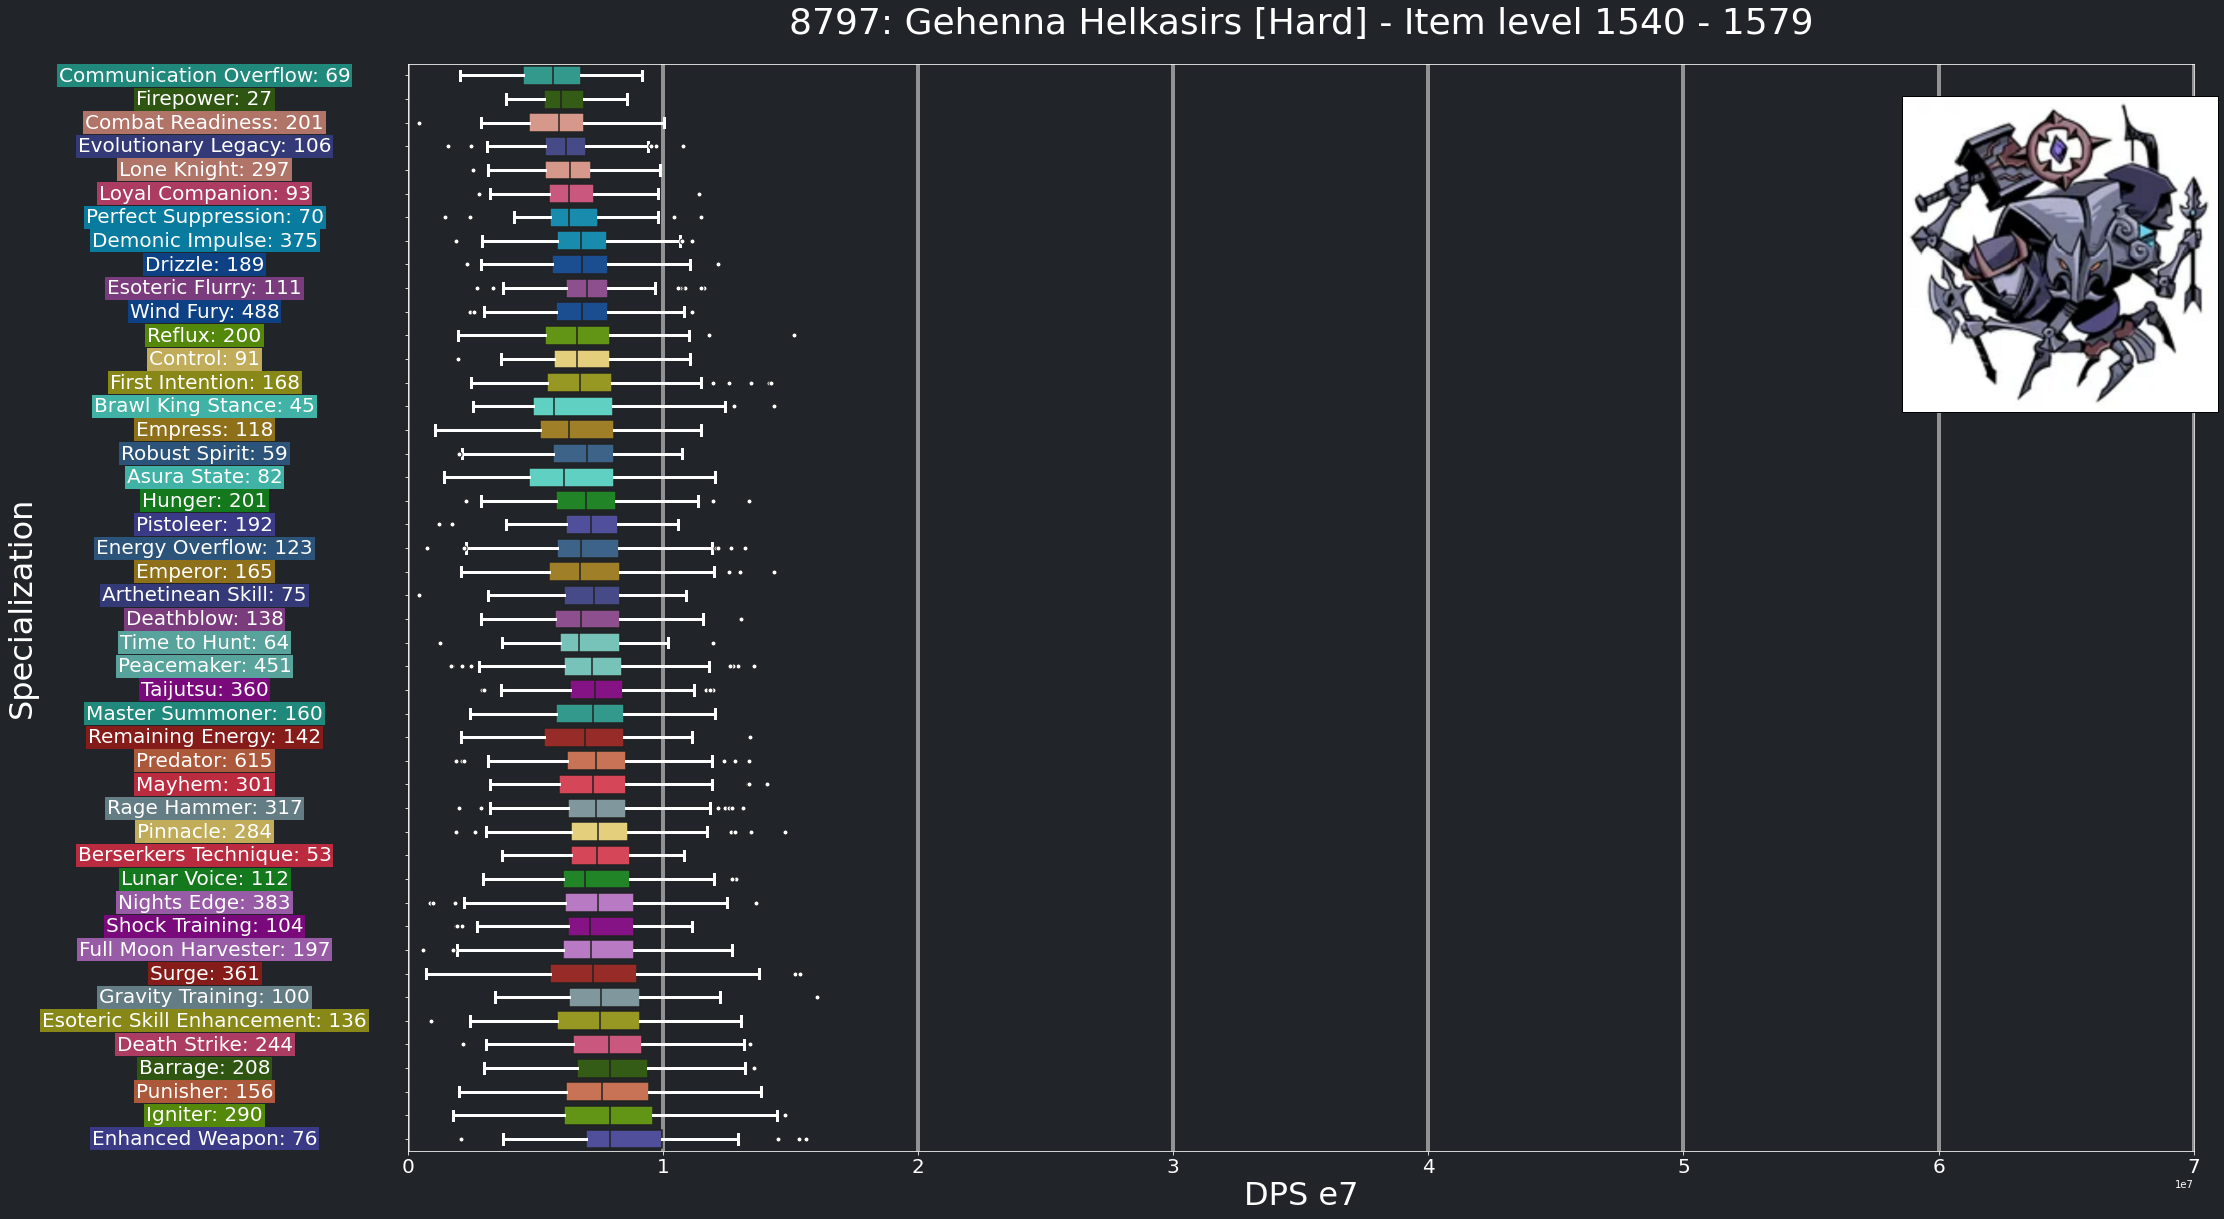 8797: Gehenna Helkasirs [Hard] - Item level 1540 - 1579
Communication Overflow: 69
Firepower: 27
Combat Readiness: 201
Evolutionary Legacy: 106
Lone Knight: 297
Loyal Companion: 93
Perfect Suppression: 70
Demonic Impulse: 375
Drizzle: 189
Esoteric Flurry: 111
Wind Fury: 488
Reflux: 200
Control: 91
First Intention: 168
Brawl King Stance: 45
Empress: 118
Robust Spirit: 59
Asura State: 82
Hunger: 201
Pistoleer: 192
Energy Overflow: 123
Emperor: 165
Arthetinean Skill: 75
Deathblow: 138
Time to Hunt: 64
Peacemaker: 451
Taijutsu: 360
Master Summoner: 160
Remaining Energy: 142
Predator: 615
Mayhem: 301
Rage Hammer: 317
Pinnacle: 284
Berserkers Technique: 53
Lunar Voice: 112
Nights Edge: 383
Shock Training: 104
Full Moon Harvester: 197
Surge: 361
Gravity Training: 100
Esoteric Skill Enhancement: 136
Death Strike: 244
Barrage: 208
Punisher: 156
Igniter: 290
Enhanced Weapon: 76
Specialization
0 1 2 3 4 5 6 7
1e7
DPS e7